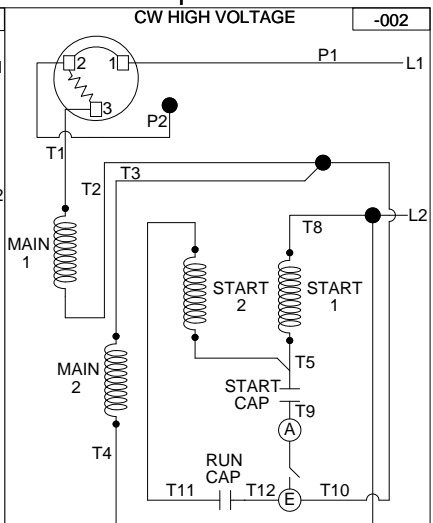 CW HIGH VOLTAGE
-002
2
1
3
P1
L1
P2
T1
T2
T3
T8
L2
MAIN
1
START
2
START
1
MAIN
2
T5
START
CAP
T9
A
T4
RUN
CAP
T11
T12
E
T10